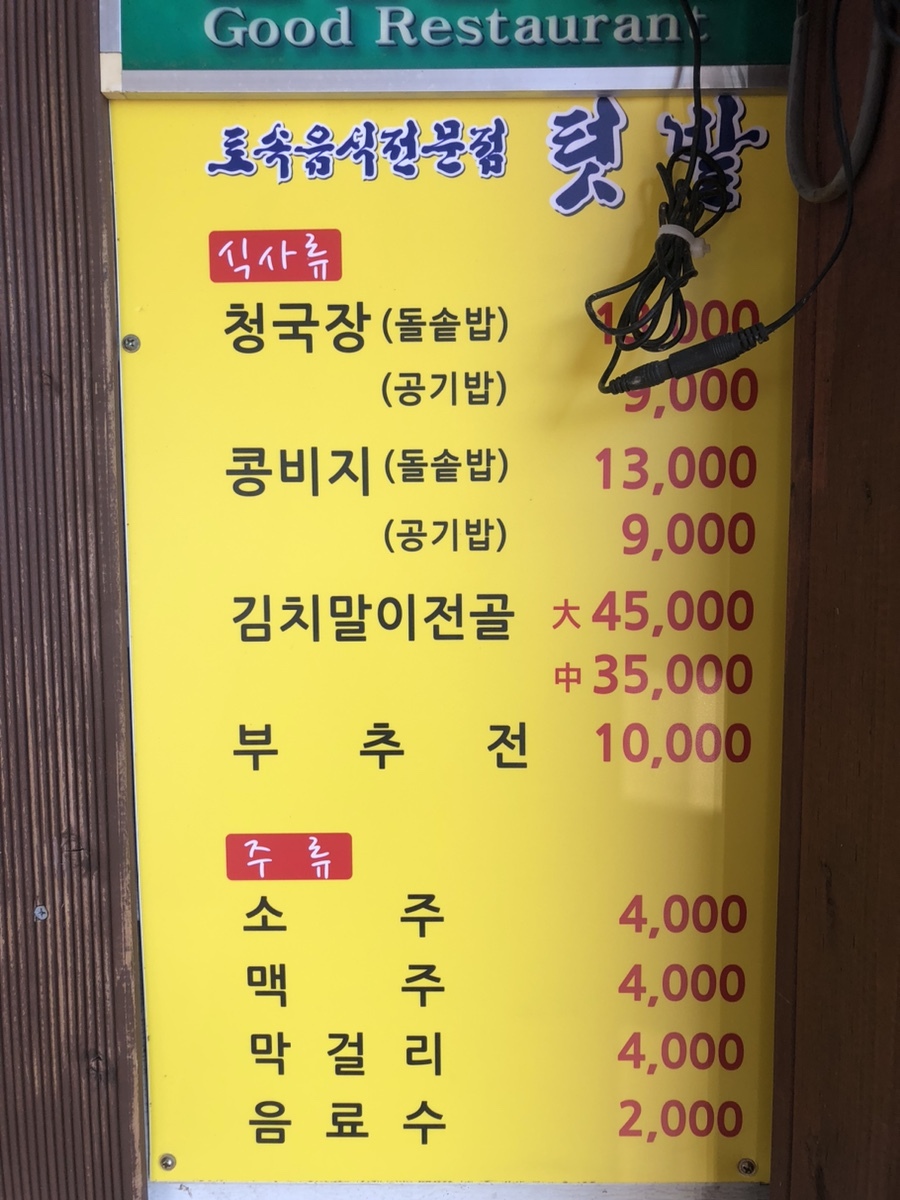 Good Restaurant
토속음식전문점 텃밭
식사류
청국장 (돌솥밥)
(공기밥) 9,000
콩비지 (돌솥밥) 13,000
(공기밥) 9,000
김치말이전골 大 45,000
中 35,000
부 추 전 10,000
주 류
소 주 4,000
맥 주 4,000
막 걸 리 4,000
음 료 수 2,000